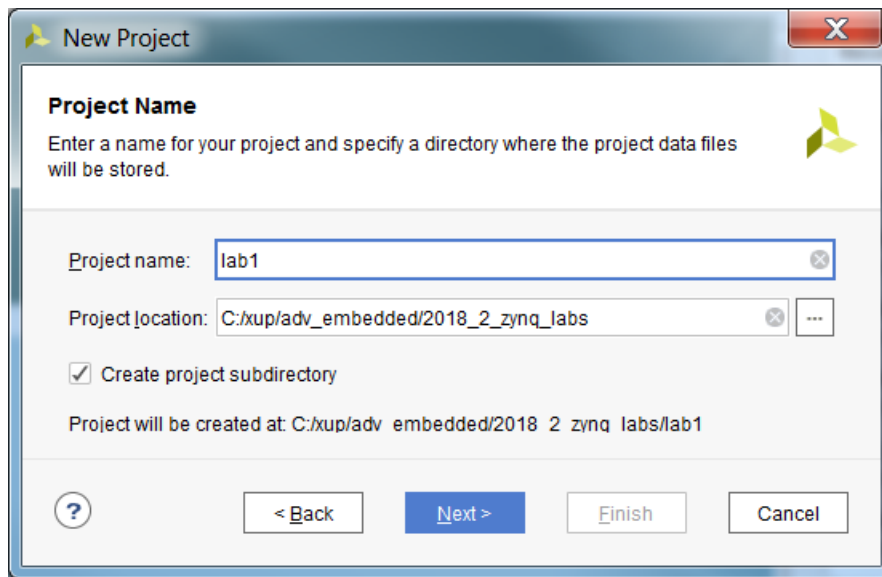 New Project
Project Name
Enter a name for your project and specify a directory where the project data files
will be stored.
Project name: lab1
Project location: C:/xup/adv_embedded/2018_2_zynq_labs ...
Create project subdirectory
Project will be created at: C:/xup/adv_embedded/2018_2_zynq_labs/lab1
? < Back Next > Finish Cancel